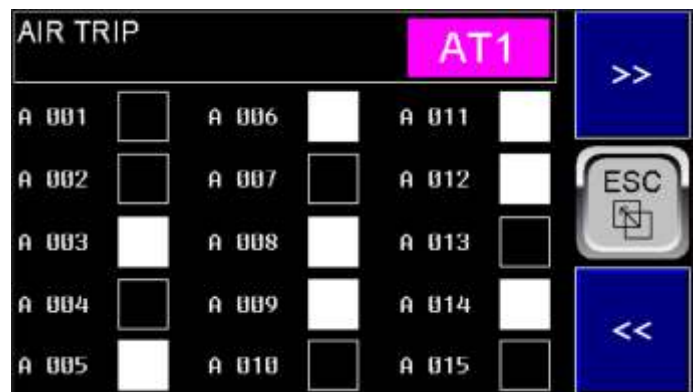 AIR TRIP AT1 >>
A 001 A 006 A 011
A 002 A 007 A 012 ESC
A 003 A 008 A 013
A 004 A 009 A 014 <<
A 005 A 010 A 015